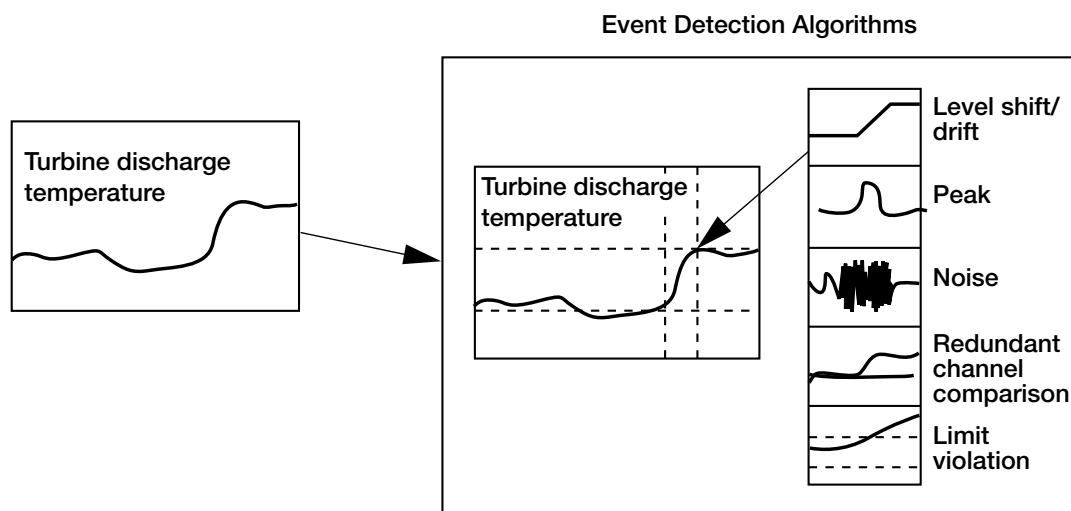 Event Detection Algorithms
Turbine discharge
temperature
Turbine discharge
temperature
Level shift/
drift
Peak
Noise
Redundant
channel
comparison
Limit
violation